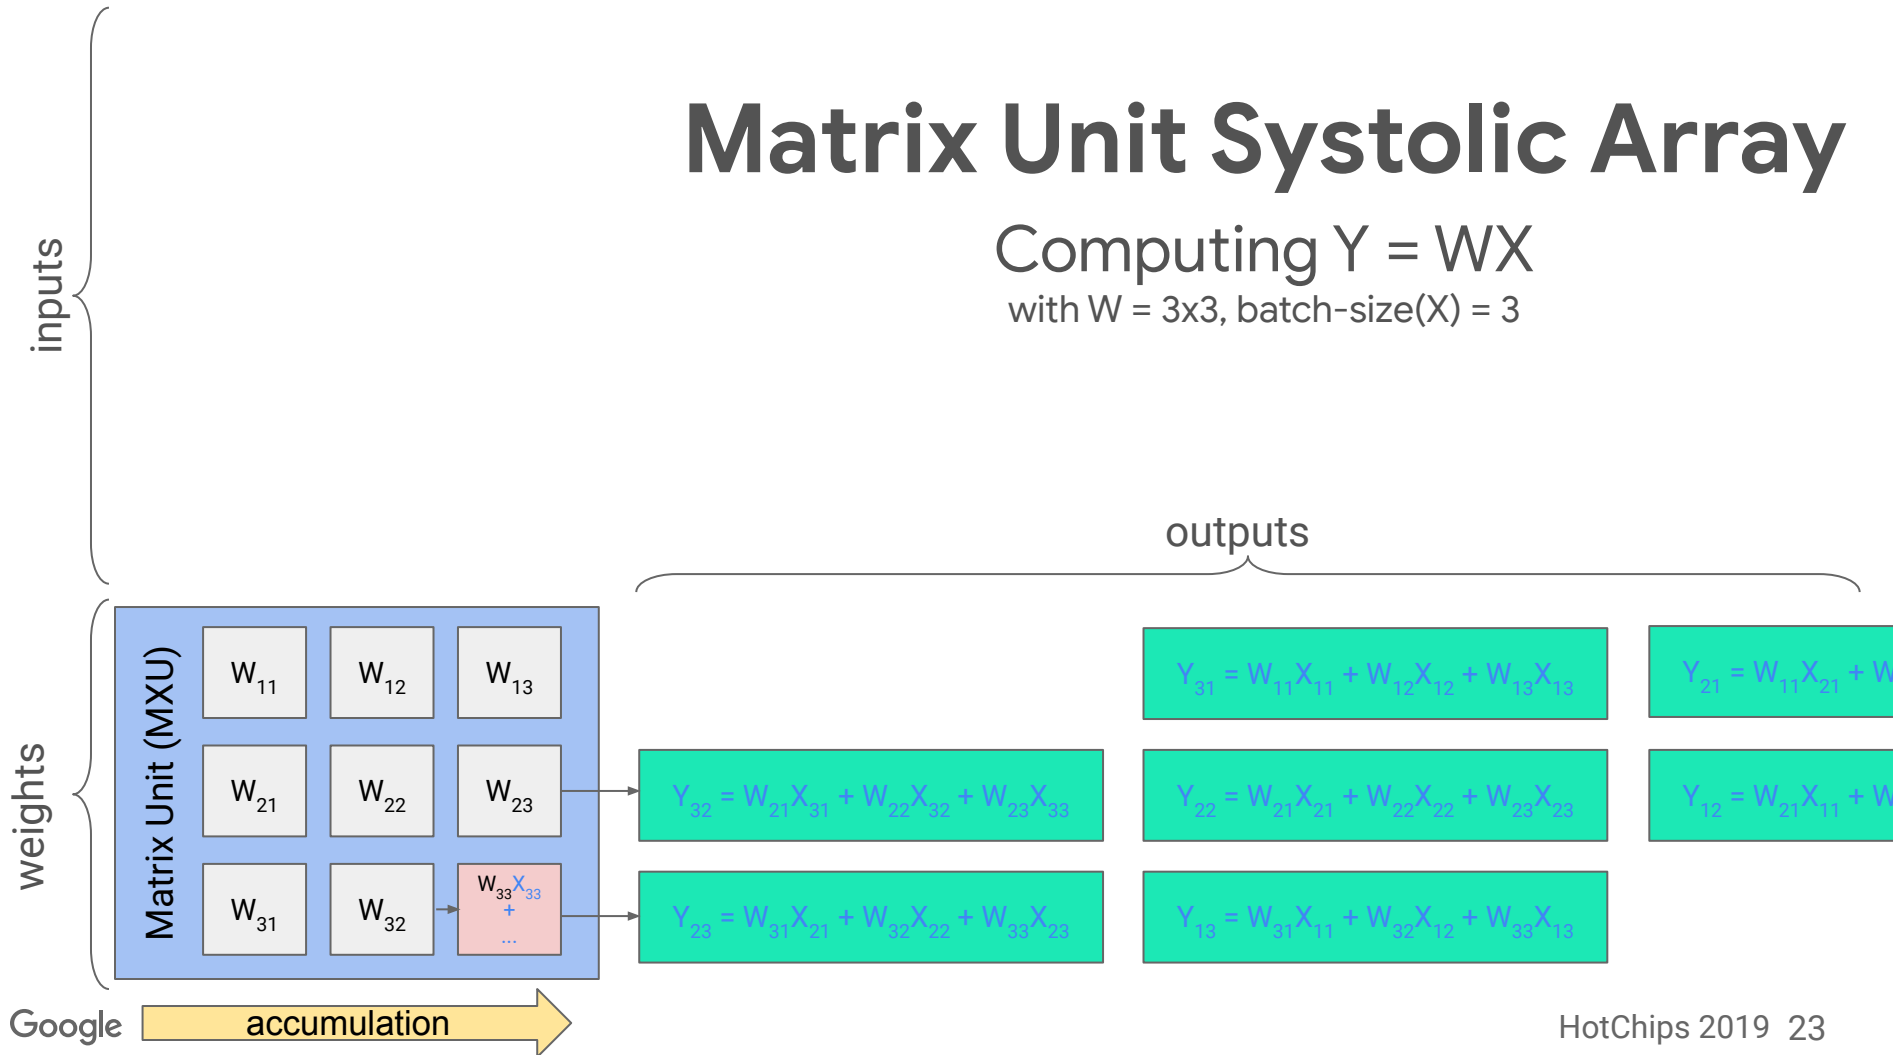 Matrix Unit Systolic Array
Computing Y = WX
with W = 3x3, batch-size(X) = 3
inputs
outputs
weights
Matrix Unit (MXU)
W₁₁ W₁₂ W₁₃
Y₃₁ = W₁₁X₁₁ + W₁₂X₁₂ + W₁₃X₁₃
Y₂₁ = W₁₁X₂₁ + W
W₂₁ W₂₂ W₂₃
Y₃₂ = W₂₁X₃₁ + W₂₂X₃₂ + W₂₃X₃₃
Y₂₂ = W₂₁X₂₁ + W₂₂X₂₂ + W₂₃X₂₃
Y₁₂ = W₂₁X₁₁ + W
W₃₁ W₃₂
W₃₃X₃₃
+
...
Y₂₃ = W₃₁X₂₁ + W₃₂X₂₂ + W₃₃X₂₃
Y₁₃ = W₃₁X₁₁ + W₃₂X₁₂ + W₃₃X₁₃
Google
accumulation
HotChips 2019 23